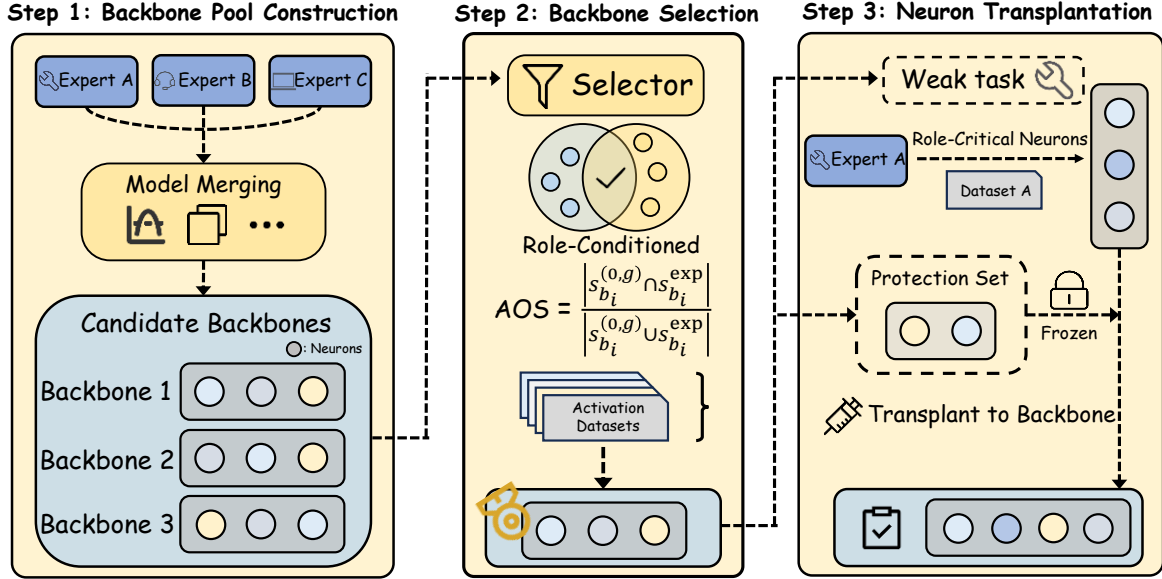 Step 1: Backbone Pool Construction
Expert A
Expert B
Expert C
Model Merging
...
Candidate Backbones
: Neurons
Backbone 1
Backbone 2
Backbone 3
Step 2: Backbone Selection
Selector
Role-Conditioned
AOS = |s_{b_i}^{(0,g)} ∩ s_{b_i}^{exp}| / |s_{b_i}^{(0,g)} ∪ s_{b_i}^{exp}|
Activation
Datasets
Step 3: Neuron Transplantation
Weak task
Expert A
Role-Critical Neurons
Dataset A
Protection Set
Frozen
Transplant to Backbone